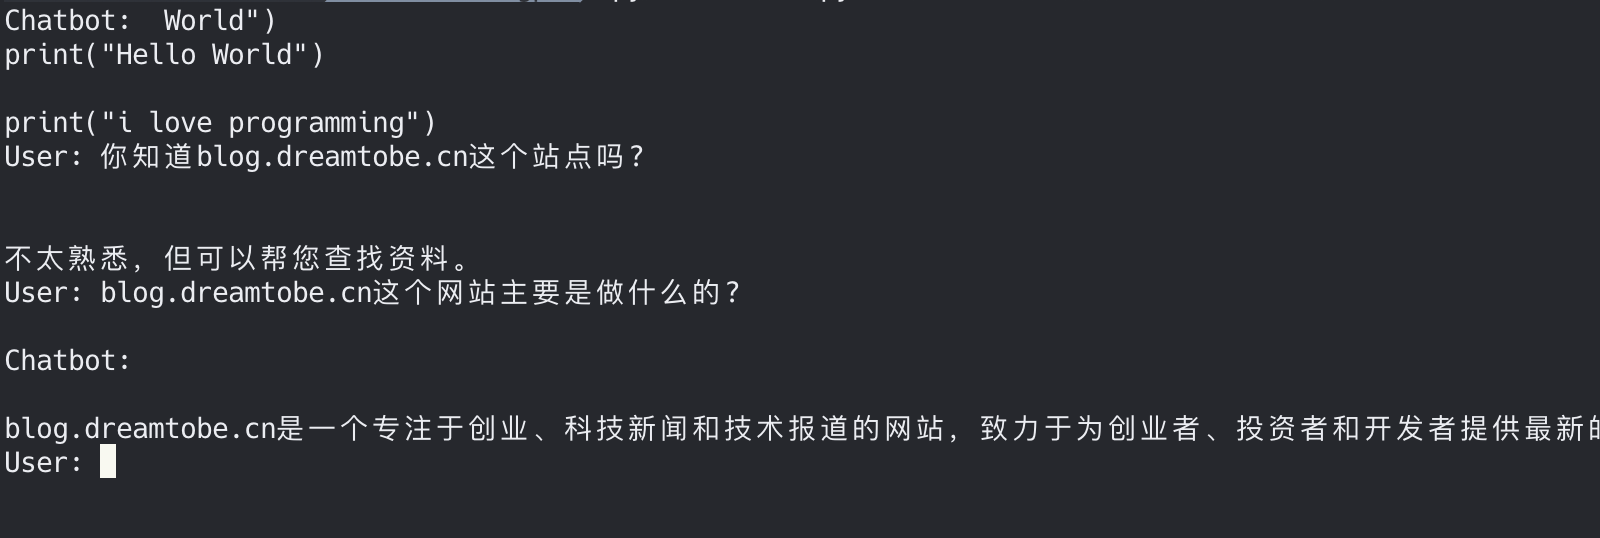 Chatbot:  World")
print("Hello World")
print("i love programming")
User: 你知道blog.dreamtobe.cn这个站点吗?
不太熟悉, 但可以帮您查找资料。
User: blog.dreamtobe.cn这个网站主要是做什么的?
Chatbot:
blog.dreamtobe.cn是一个专注于创业、科技新闻和技术报道的网站, 致力于为创业者、投资者和开发者提供最新
User: